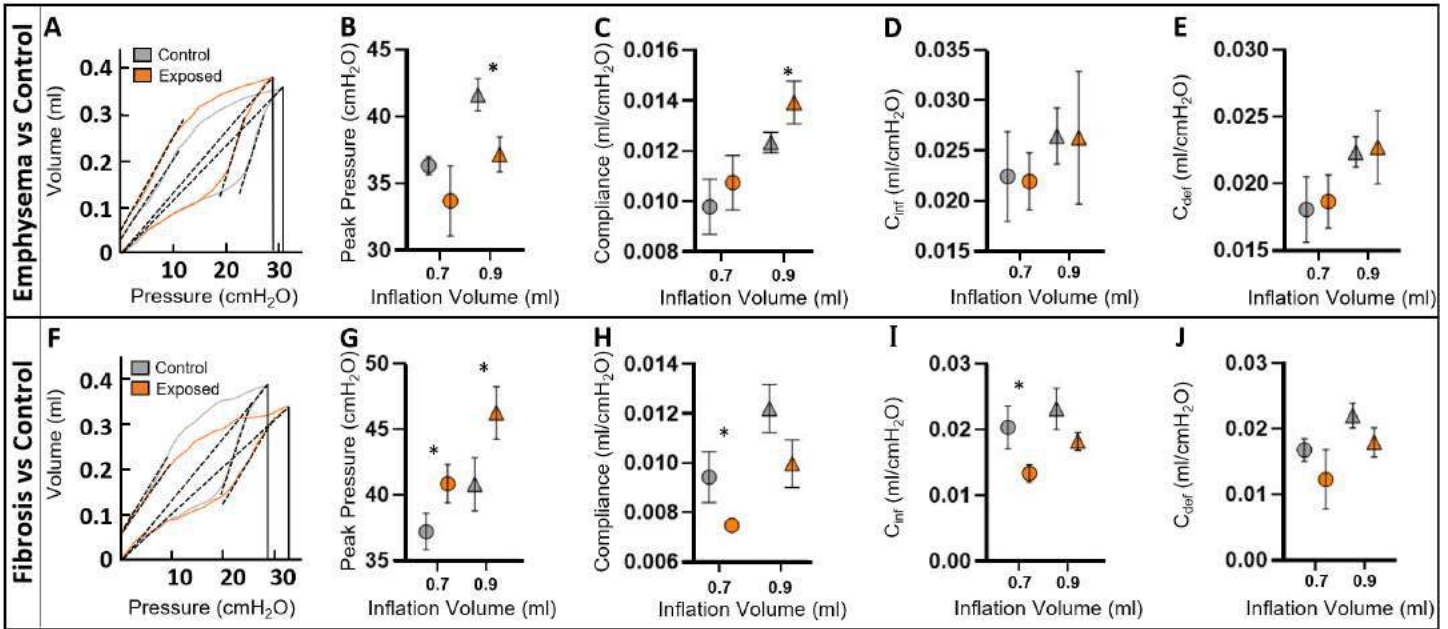 Emphysema vs Control
A
Control
Exposed
Volume (ml)
0.4
0.3
0.2
0.1
0
10 20 30
Pressure (cmH₂O)
B
Peak Pressure (cmH₂O)
45
40
35
30
*
0.7 0.9
Inflation Volume (ml)
C
Compliance (ml/cmH₂O)
0.016
0.014
0.012
0.010
0.008
*
0.7 0.9
Inflation Volume (ml)
D
C_inf (ml/cmH₂O)
0.035
0.030
0.025
0.020
0.015
0.7 0.9
Inflation Volume (ml)
E
C_def (ml/cmH₂O)
0.030
0.025
0.020
0.015
0.7 0.9
Inflation Volume (ml)
Fibrosis vs Control
F
Control
Exposed
Volume (ml)
0.4
0.3
0.2
0.1
0
10 20 30
Pressure (cmH₂O)
G
Peak Pressure (cmH₂O)
50
45
40
35
* *
0.7 0.9
Inflation Volume (ml)
H
Compliance (ml/cmH₂O)
0.014
0.012
0.010
0.008
0.006
*
0.7 0.9
Inflation Volume (ml)
I
C_inf (ml/cmH₂O)
0.03
0.02
0.01
0.00
*
0.7 0.9
Inflation Volume (ml)
J
C_def (ml/cmH₂O)
0.03
0.02
0.01
0.00
0.7 0.9
Inflation Volume (ml)